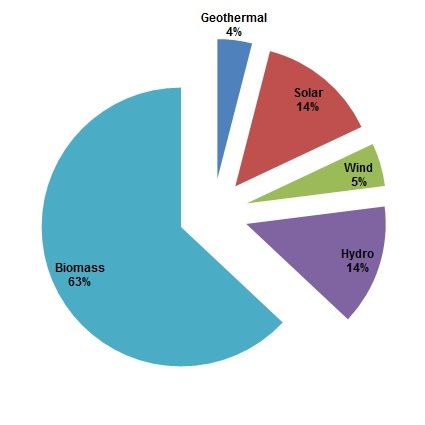 Geothermal
4%
Solar
14%
Wind
5%
Hydro
14%
Biomass
63%